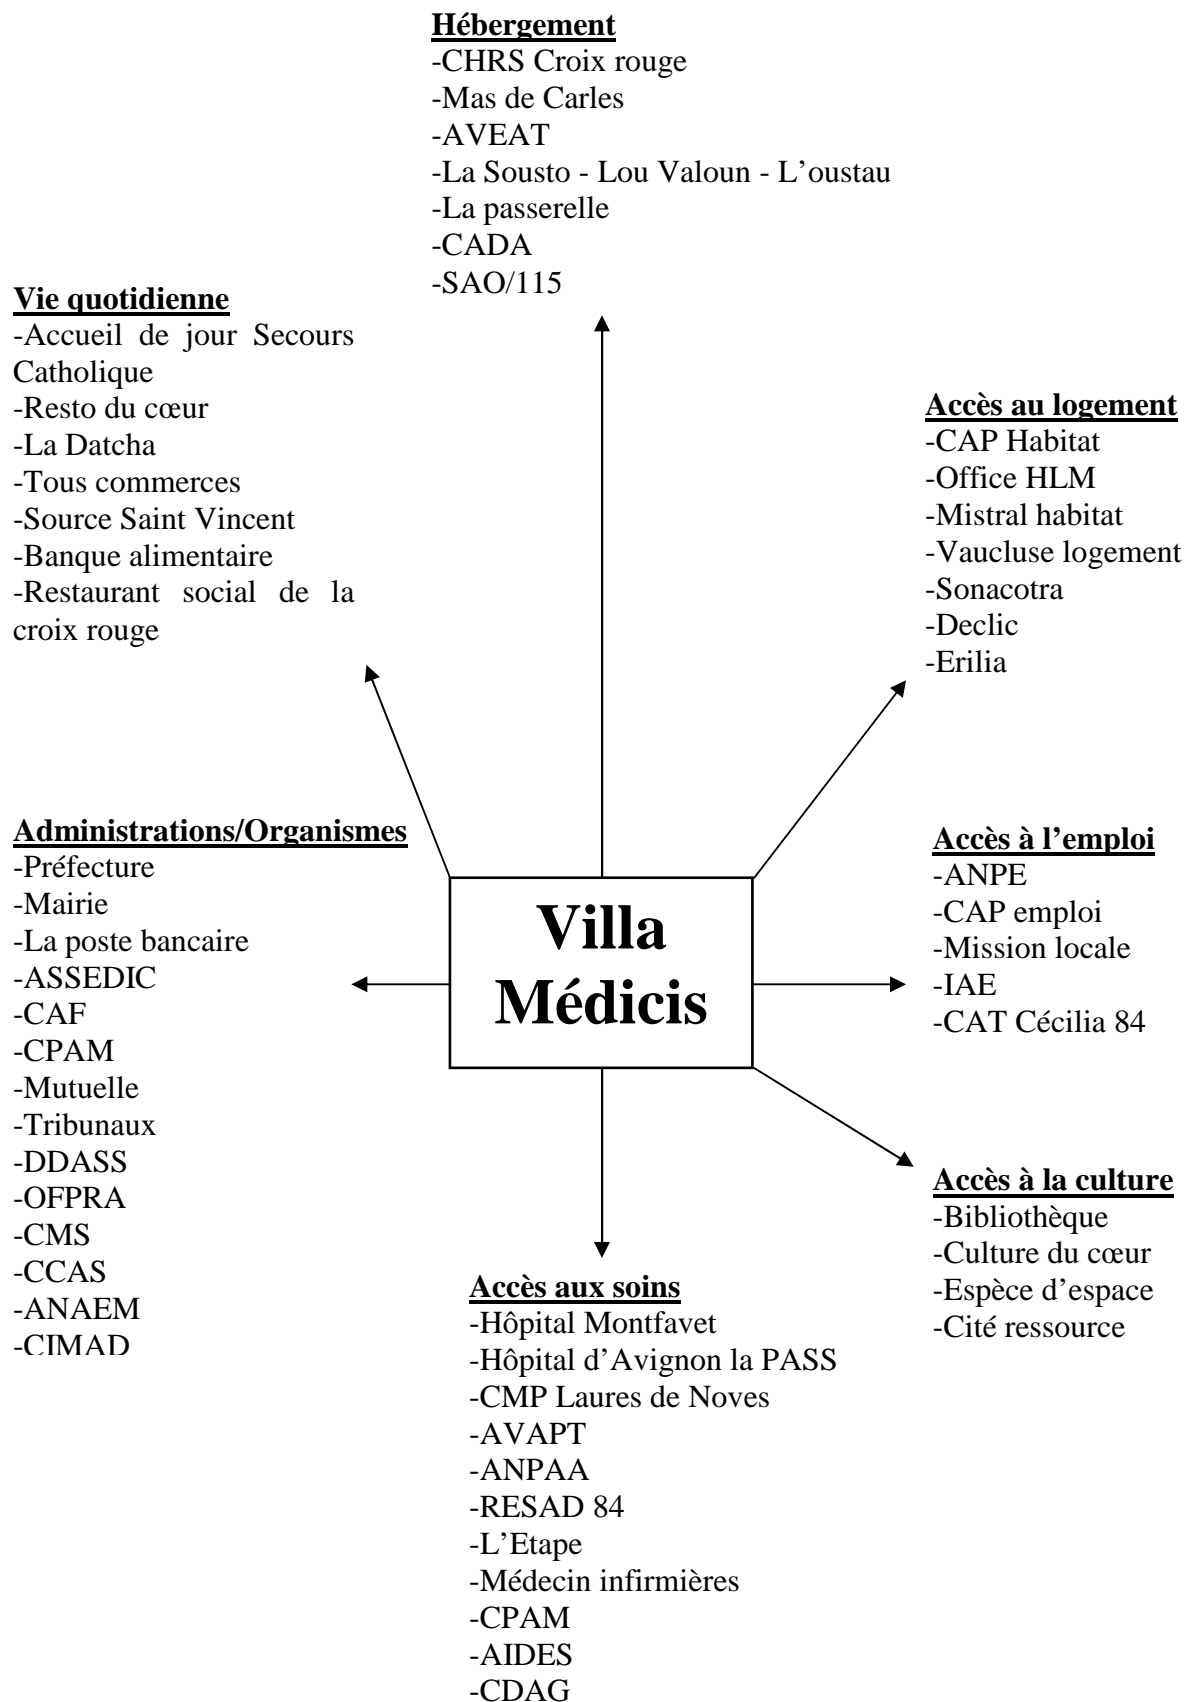 Hébergement
-CHRS Croix rouge
-Mas de Carles
-AVEAT
-La Sousto - Lou Valoun - L'oustau
-La passerelle
-CADA
-SAO/115
Vie quotidienne
-Accueil de jour Secours
Catholique
-Resto du cœur
-La Datcha
-Tous commerces
-Source Saint Vincent
-Banque alimentaire
-Restaurant social de la
croix rouge
Accès au logement
-CAP Habitat
-Office HLM
-Mistral habitat
-Vaucluse logement
-Sonacotra
-Declic
-Erilia
Administrations/Organismes
-Préfecture
-Mairie
-La poste bancaire
-ASSEDIC
-CAF
-CPAM
-Mutuelle
-Tribunaux
-DDASS
-OFPRA
-CMS
-CCAS
-ANAEM
-CIMAD
Villa
Médicis
Accès à l'emploi
-ANPE
-CAP emploi
-Mission locale
-IAE
-CAT Cécilia 84
Accès à la culture
-Bibliothèque
-Culture du cœur
-Espèce d'espace
-Cité ressource
Accès aux soins
-Hôpital Montfavet
-Hôpital d'Avignon la PASS
-CMP Laures de Noves
-AVAPT
-ANPAA
-RESAD 84
-L'Etape
-Médecin infirmières
-CPAM
-AIDES
-CDAG